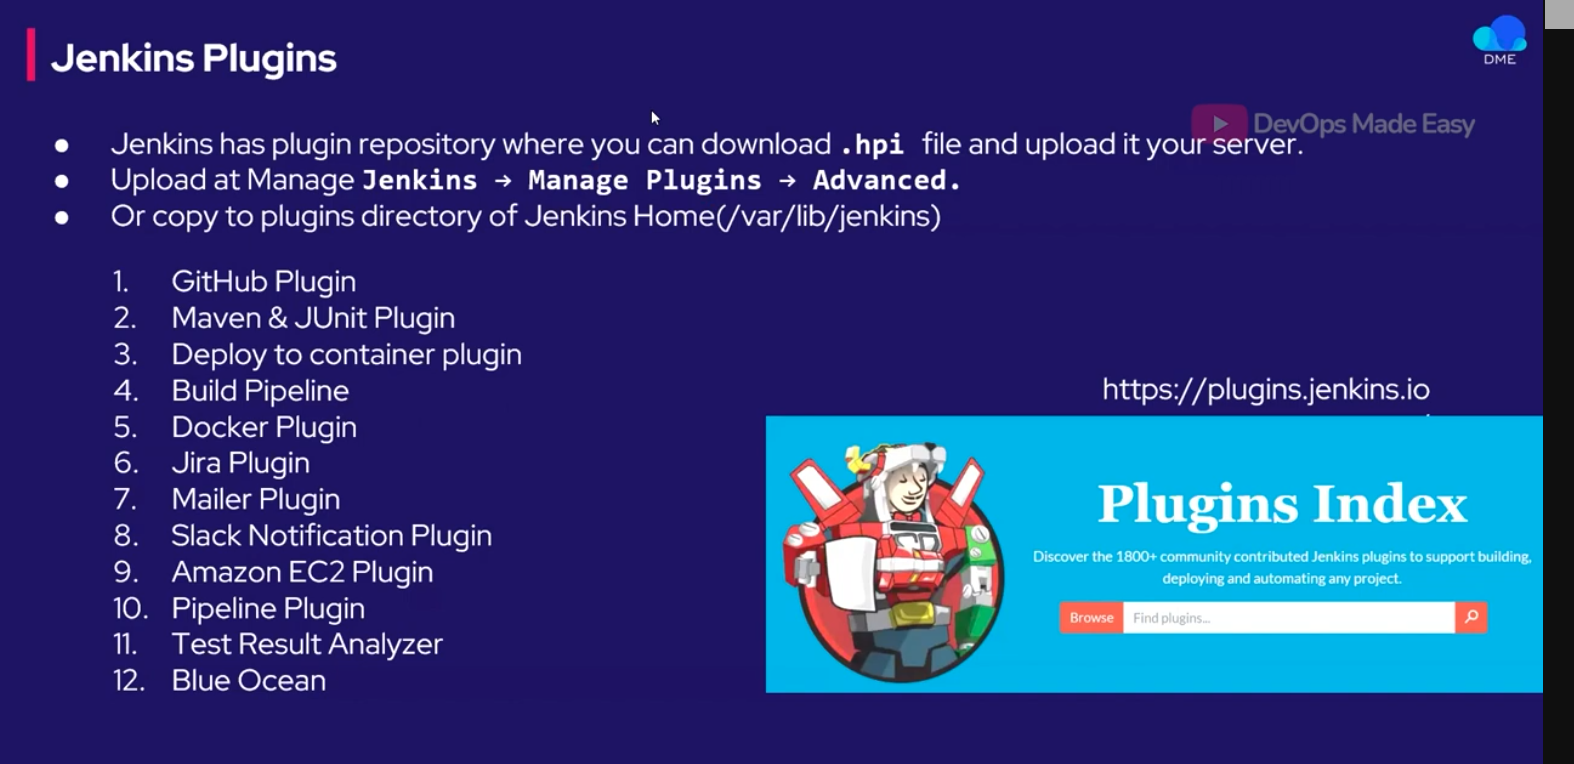 Jenkins Plugins
DME
DevOps Made Easy
● Jenkins has plugin repository where you can download .hpi file and upload it your server.
● Upload at Manage Jenkins → Manage Plugins → Advanced.
● Or copy to plugins directory of Jenkins Home(/var/lib/jenkins)
1. GitHub Plugin
2. Maven & JUnit Plugin
3. Deploy to container plugin
4. Build Pipeline
5. Docker Plugin
6. Jira Plugin
7. Mailer Plugin
8. Slack Notification Plugin
9. Amazon EC2 Plugin
10. Pipeline Plugin
11. Test Result Analyzer
12. Blue Ocean
https://plugins.jenkins.io
Plugins Index
Discover the 1800+ community contributed Jenkins plugins to support building,
deploying and automating any project.
Browse Find plugins...